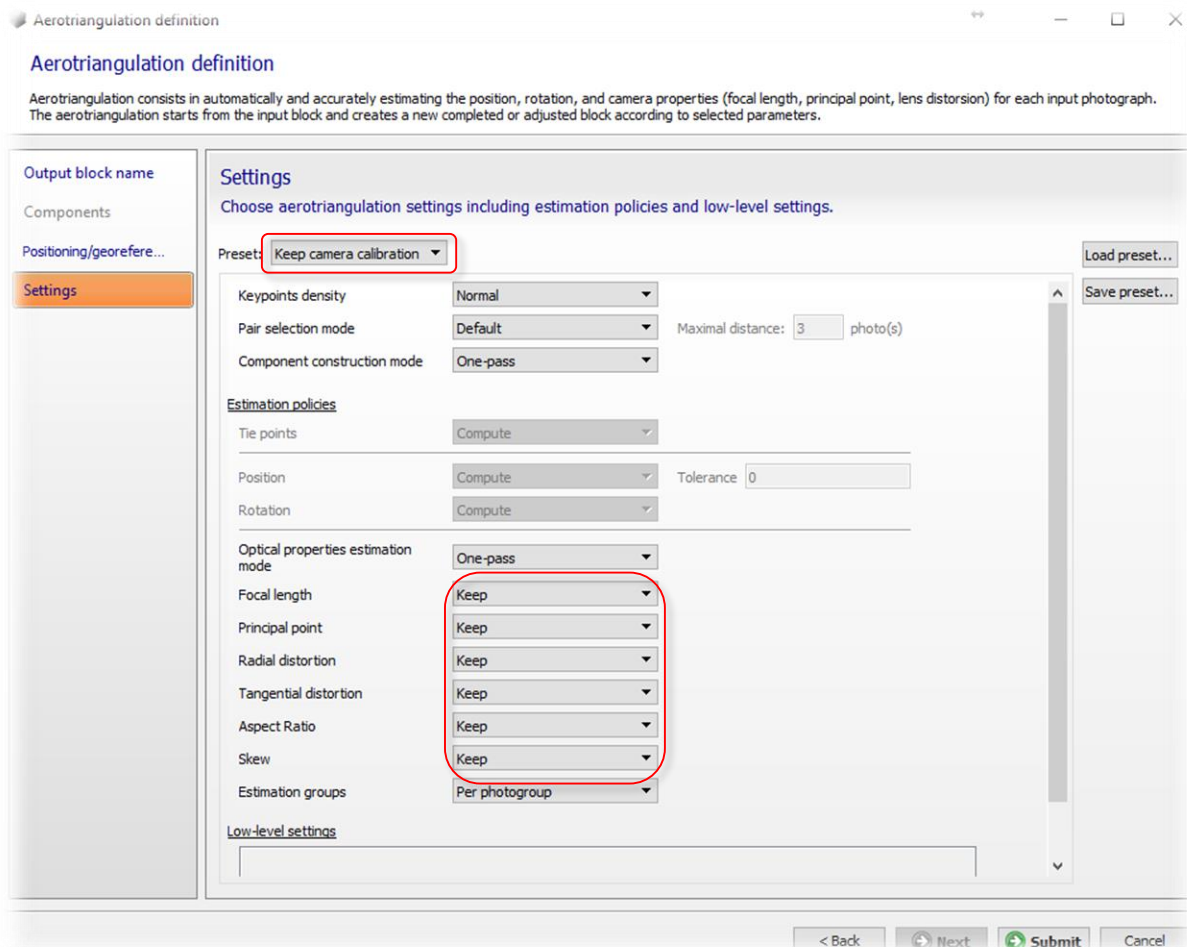 Aerotriangulation definition
Aerotriangulation definition
Aerotriangulation consists in automatically and accurately estimating the position, rotation, and camera properties (focal length, principal point, lens distorsion) for each input photograph.
The aerotriangulation starts from the input block and creates a new completed or adjusted block according to selected parameters.
Output block name
Components
Positioning/georefere...
Settings
Settings
Choose aerotriangulation settings including estimation policies and low-level settings.
Preset: Keep camera calibration
Load preset...
Save preset...
Keypoints density Normal
Pair selection mode Default Maximal distance: 3 photo(s)
Component construction mode One-pass
Estimation policies
Tie points Compute
Position Compute Tolerance 0
Rotation Compute
Optical properties estimation
mode One-pass
Focal length Keep
Principal point Keep
Radial distortion Keep
Tangential distortion Keep
Aspect Ratio Keep
Skew Keep
Estimation groups Per photogroup
Low-level settings
< Back Next Submit Cancel